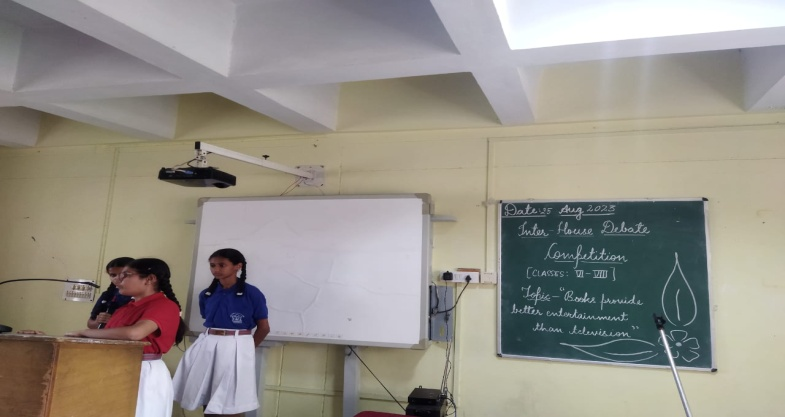 Date: 25 Aug 2023
Inter House Debate
Competition
[CLASSES: VI - VIII]
Topic - "Books provide
better entertainment
than television"